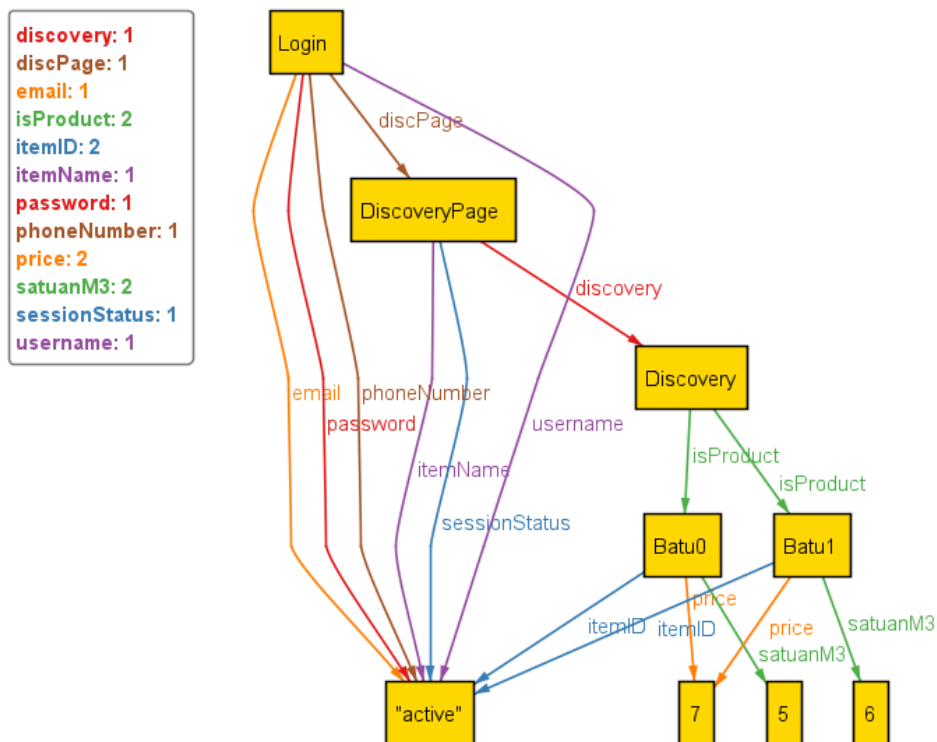 discovery: 1
discPage: 1
email: 1
isProduct: 2
itemID: 2
itemName: 1
password: 1
phoneNumber: 1
price: 2
satuanM3: 2
sessionStatus: 1
username: 1
Login
discPage
DiscoveryPage
discovery
Discovery
email
phoneNumber
password
username
itemName
isProduct
isProduct
sessionStatus
Batu0
Batu1
price
itemID
itemID
price
satuanM3
satuanM3
"active"
7
5
6